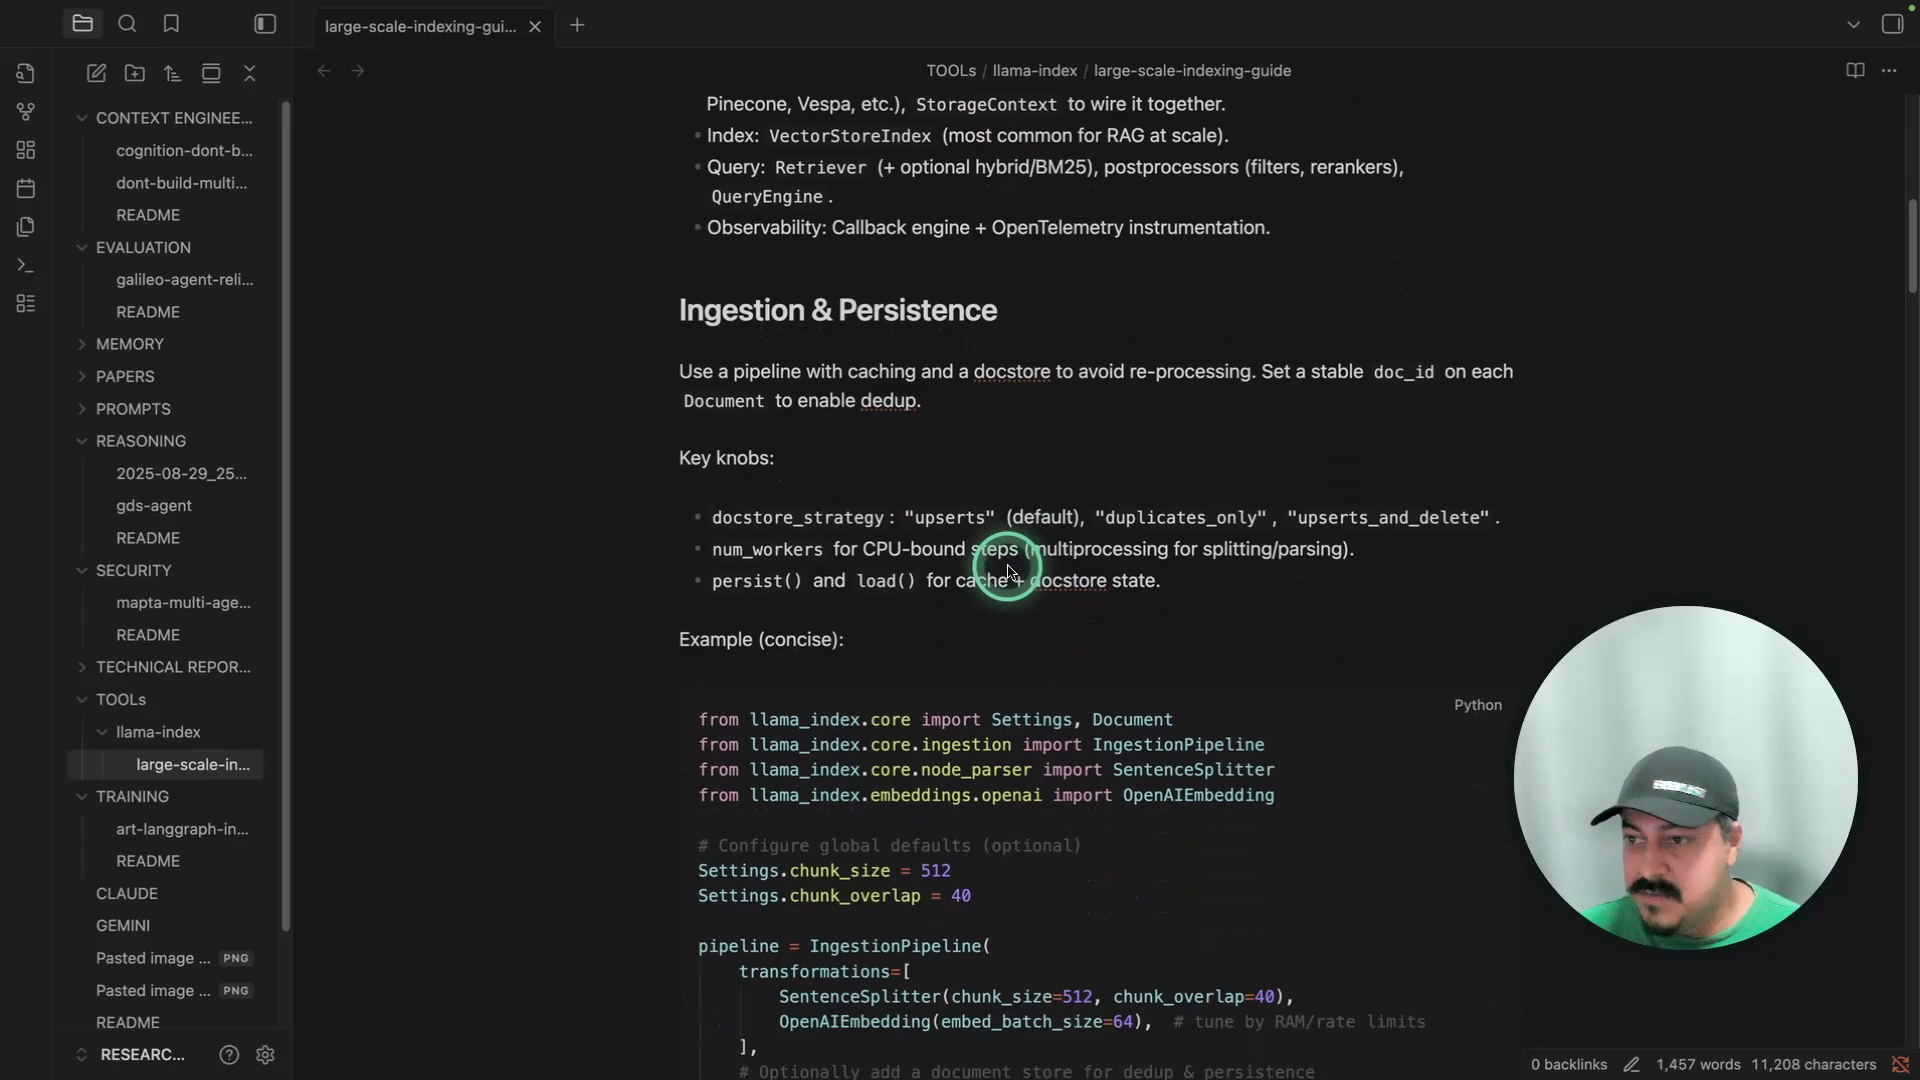 large-scale-indexing-gui...
TOOLs / llama-index / large-scale-indexing-guide
CONTEXT ENGINEE...
cognition-dont-b...
dont-build-multi...
README
EVALUATION
galileo-agent-reli...
README
MEMORY
PAPERS
PROMPTS
REASONING
2025-08-29_25...
gds-agent
README
SECURITY
mapta-multi-age...
README
TECHNICAL REPOR...
TOOLs
llama-index
large-scale-in...
TRAINING
art-langgraph-in...
README
CLAUDE
GEMINI
Pasted image ... PNG
Pasted image ... PNG
README
RESEARC...
Pinecone, Vespa, etc.), StorageContext to wire it together.
• Index: VectorStoreIndex (most common for RAG at scale).
• Query: Retriever (+ optional hybrid/BM25), postprocessors (filters, rerankers),
QueryEngine.
• Observability: Callback engine + OpenTelemetry instrumentation.
Ingestion & Persistence
Use a pipeline with caching and a docstore to avoid re-processing. Set a stable doc_id on each
Document to enable dedup.
Key knobs:
• docstore_strategy: "upserts" (default), "duplicates_only", "upserts_and_delete".
• num_workers for CPU-bound steps (multiprocessing for splitting/parsing).
• persist() and load() for cache + docstore state.
Example (concise):
Python
from llama_index.core import Settings, Document
from llama_index.core.ingestion import IngestionPipeline
from llama_index.core.node_parser import SentenceSplitter
from llama_index.embeddings.openai import OpenAIEmbedding
# Configure global defaults (optional)
Settings.chunk_size = 512
Settings.chunk_overlap = 40
pipeline = IngestionPipeline(
transformations=[
SentenceSplitter(chunk_size=512, chunk_overlap=40),
OpenAIEmbedding(embed_batch_size=64), # tune by RAM/rate limits
],
# Optionally add a document store for dedup & persistence
0 backlinks 1,457 words 11,208 characters